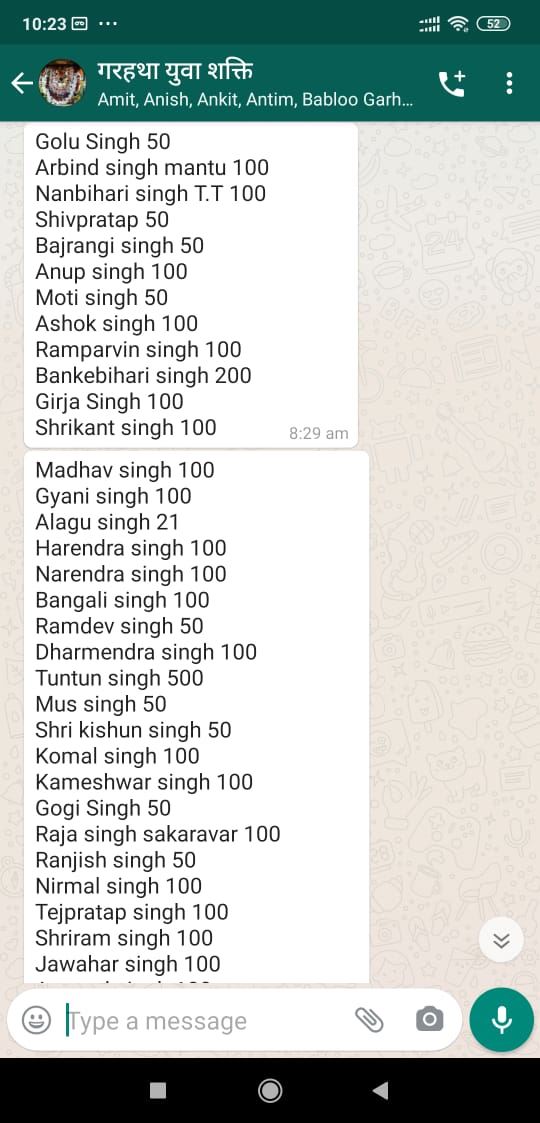 10:23
52
गरहथा युवा शक्ति
Amit, Anish, Ankit, Antim, Babloo Garh...
Golu Singh 50
Arbind singh mantu 100
Nanbihari singh T.T 100
Shivpratap 50
Bajrangi singh 50
Anup singh 100
Moti singh 50
Ashok singh 100
Ramparvin singh 100
Bankebihari singh 200
Girja Singh 100
Shrikant singh 100
8:29 am
Madhav singh 100
Gyani singh 100
Alagu singh 21
Harendra singh 100
Narendra singh 100
Bangali singh 100
Ramdev singh 50
Dharmendra singh 100
Tuntun singh 500
Mus singh 50
Shri kishun singh 50
Komal singh 100
Kameshwar singh 100
Gogi Singh 50
Raja singh sakaravar 100
Ranjish singh 50
Nirmal singh 100
Tejpratap singh 100
Shriram singh 100
Jawahar singh 100
Type a message